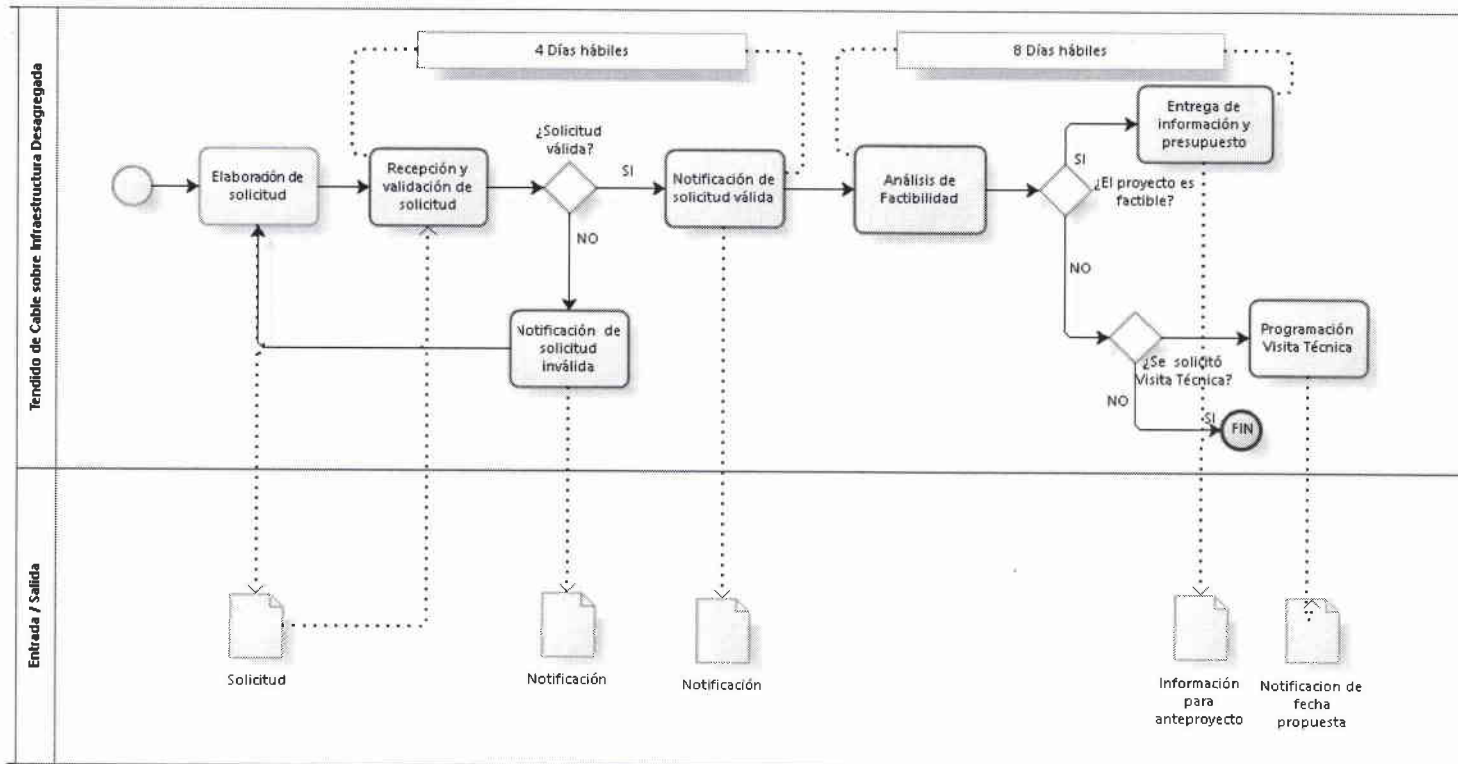 Tendido de Cable sobre Infraestructura Desagregada
4 Días hábiles
8 Días hábiles
Elaboración de
solicitud
Recepción y
validación de
solicitud
¿Solicitud
válida?
SI
NO
Notificación de
solicitud válida
Análisis de
Factibilidad
SI
¿El proyecto es
factible?
NO
Entrega de
información y
presupuesto
Notificación de
solicitud
inválida
¿Se solicitó
Visita Técnica?
NO
SI
Programación
Visita Técnica
FIN
Entrada / Salida
Solicitud
Notificación
Notificación
Información
para
anteproyecto
Notificacion de
fecha
propuesta